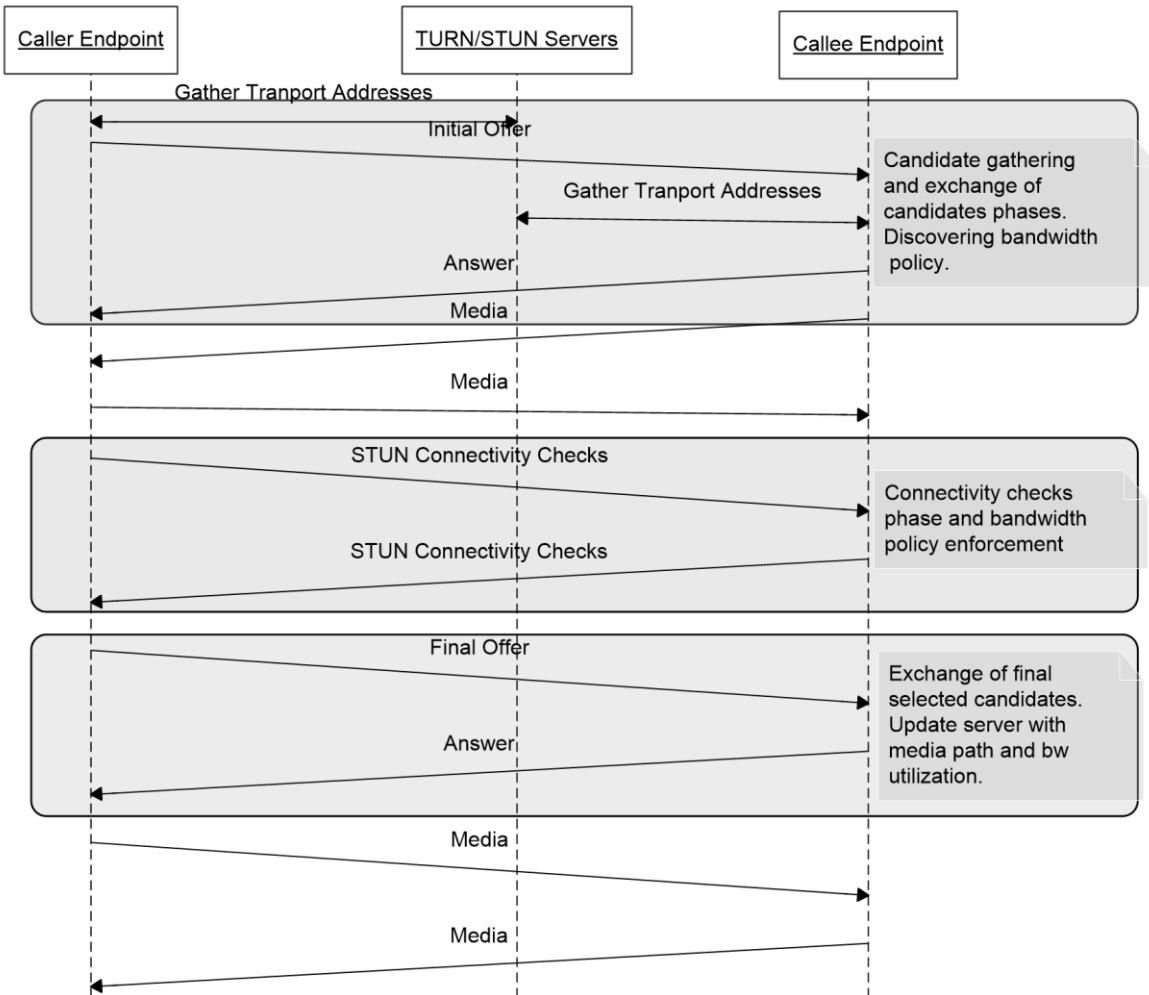 Caller Endpoint
TURN/STUN Servers
Callee Endpoint
Gather Tranport Addresses
Initial Offer
Candidate gathering
and exchange of
candidates phases.
Discovering bandwidth
policy.
Gather Tranport Addresses
Answer
Media
Media
STUN Connectivity Checks
Connectivity checks
phase and bandwidth
policy enforcement
STUN Connectivity Checks
Final Offer
Exchange of final
selected candidates.
Update server with
media path and bw
utilization.
Answer
Media
Media